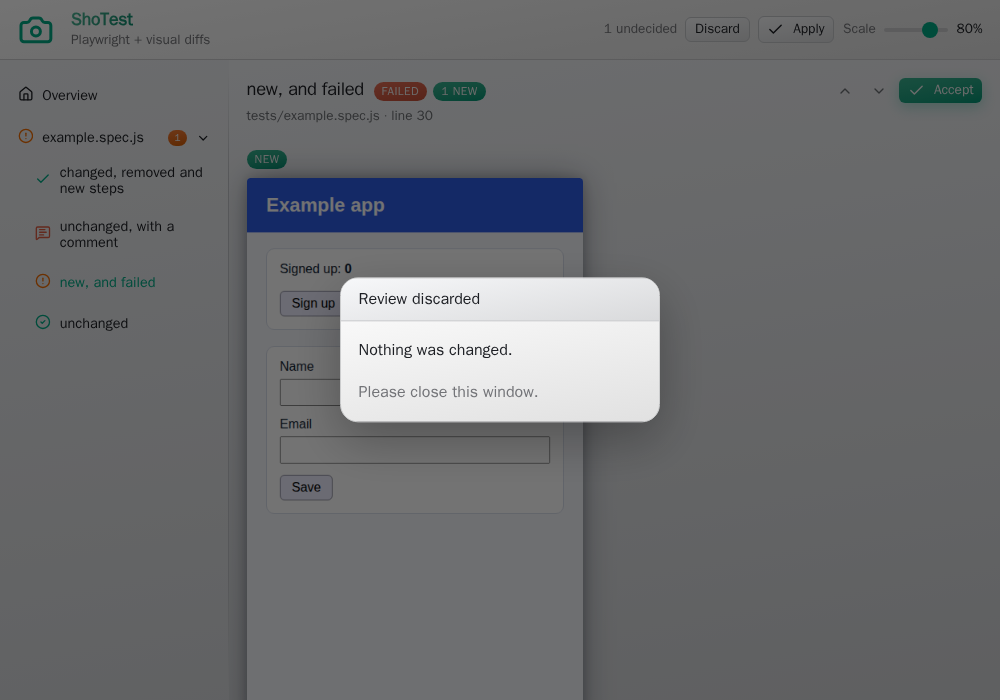 ShoTest
Playwright + visual diffs
1 undecided
Discard
Apply
Scale
80%
Overview
example.spec.js
1
changed, removed and
new steps
unchanged, with a
comment
new, and failed
unchanged
new, and failed
FAILED
1 NEW
Accept
tests/example.spec.js · line 30
NEW
Example app
Signed up: 0
Sign up
Name
Email
Save
Review discarded
Nothing was changed.
Please close this window.